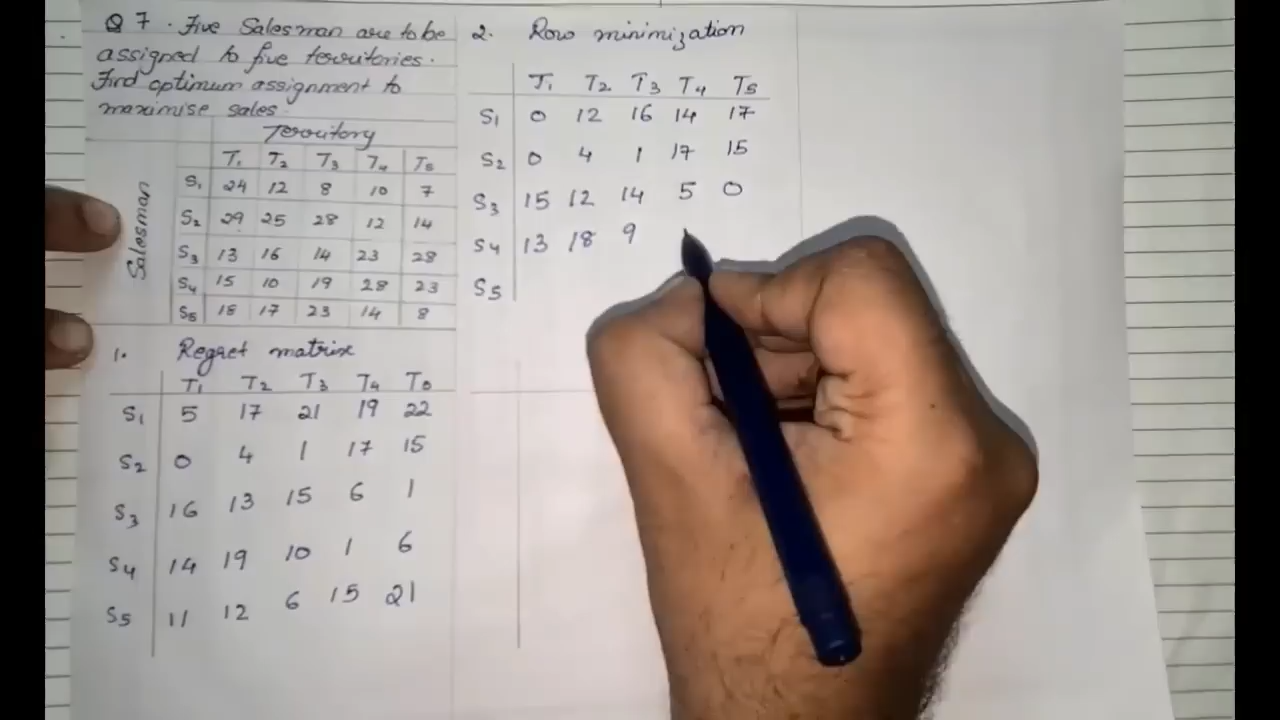 Q 7. Five Salesman are to be
assigned to five territories.
Find optimum assignment to
maximise sales.
Territory
T1 T2 T3 T4 T5
Salesman
S1 24 12 8 10 7
S2 29 25 28 12 14
S3 13 16 14 23 28
S4 15 10 19 28 23
S5 18 17 23 14 8
1. Regret matrix
T1 T2 T3 T4 T5
S1 5 17 21 19 22
S2 0 4 1 17 15
S3 16 13 15 6 1
S4 14 19 10 1 6
S5 11 12 6 15 21
2. Row minimization
T1 T2 T3 T4 T5
S1 0 12 16 14 17
S2 0 4 1 17 15
S3 15 12 14 5 0
S4 13 18 9
S5